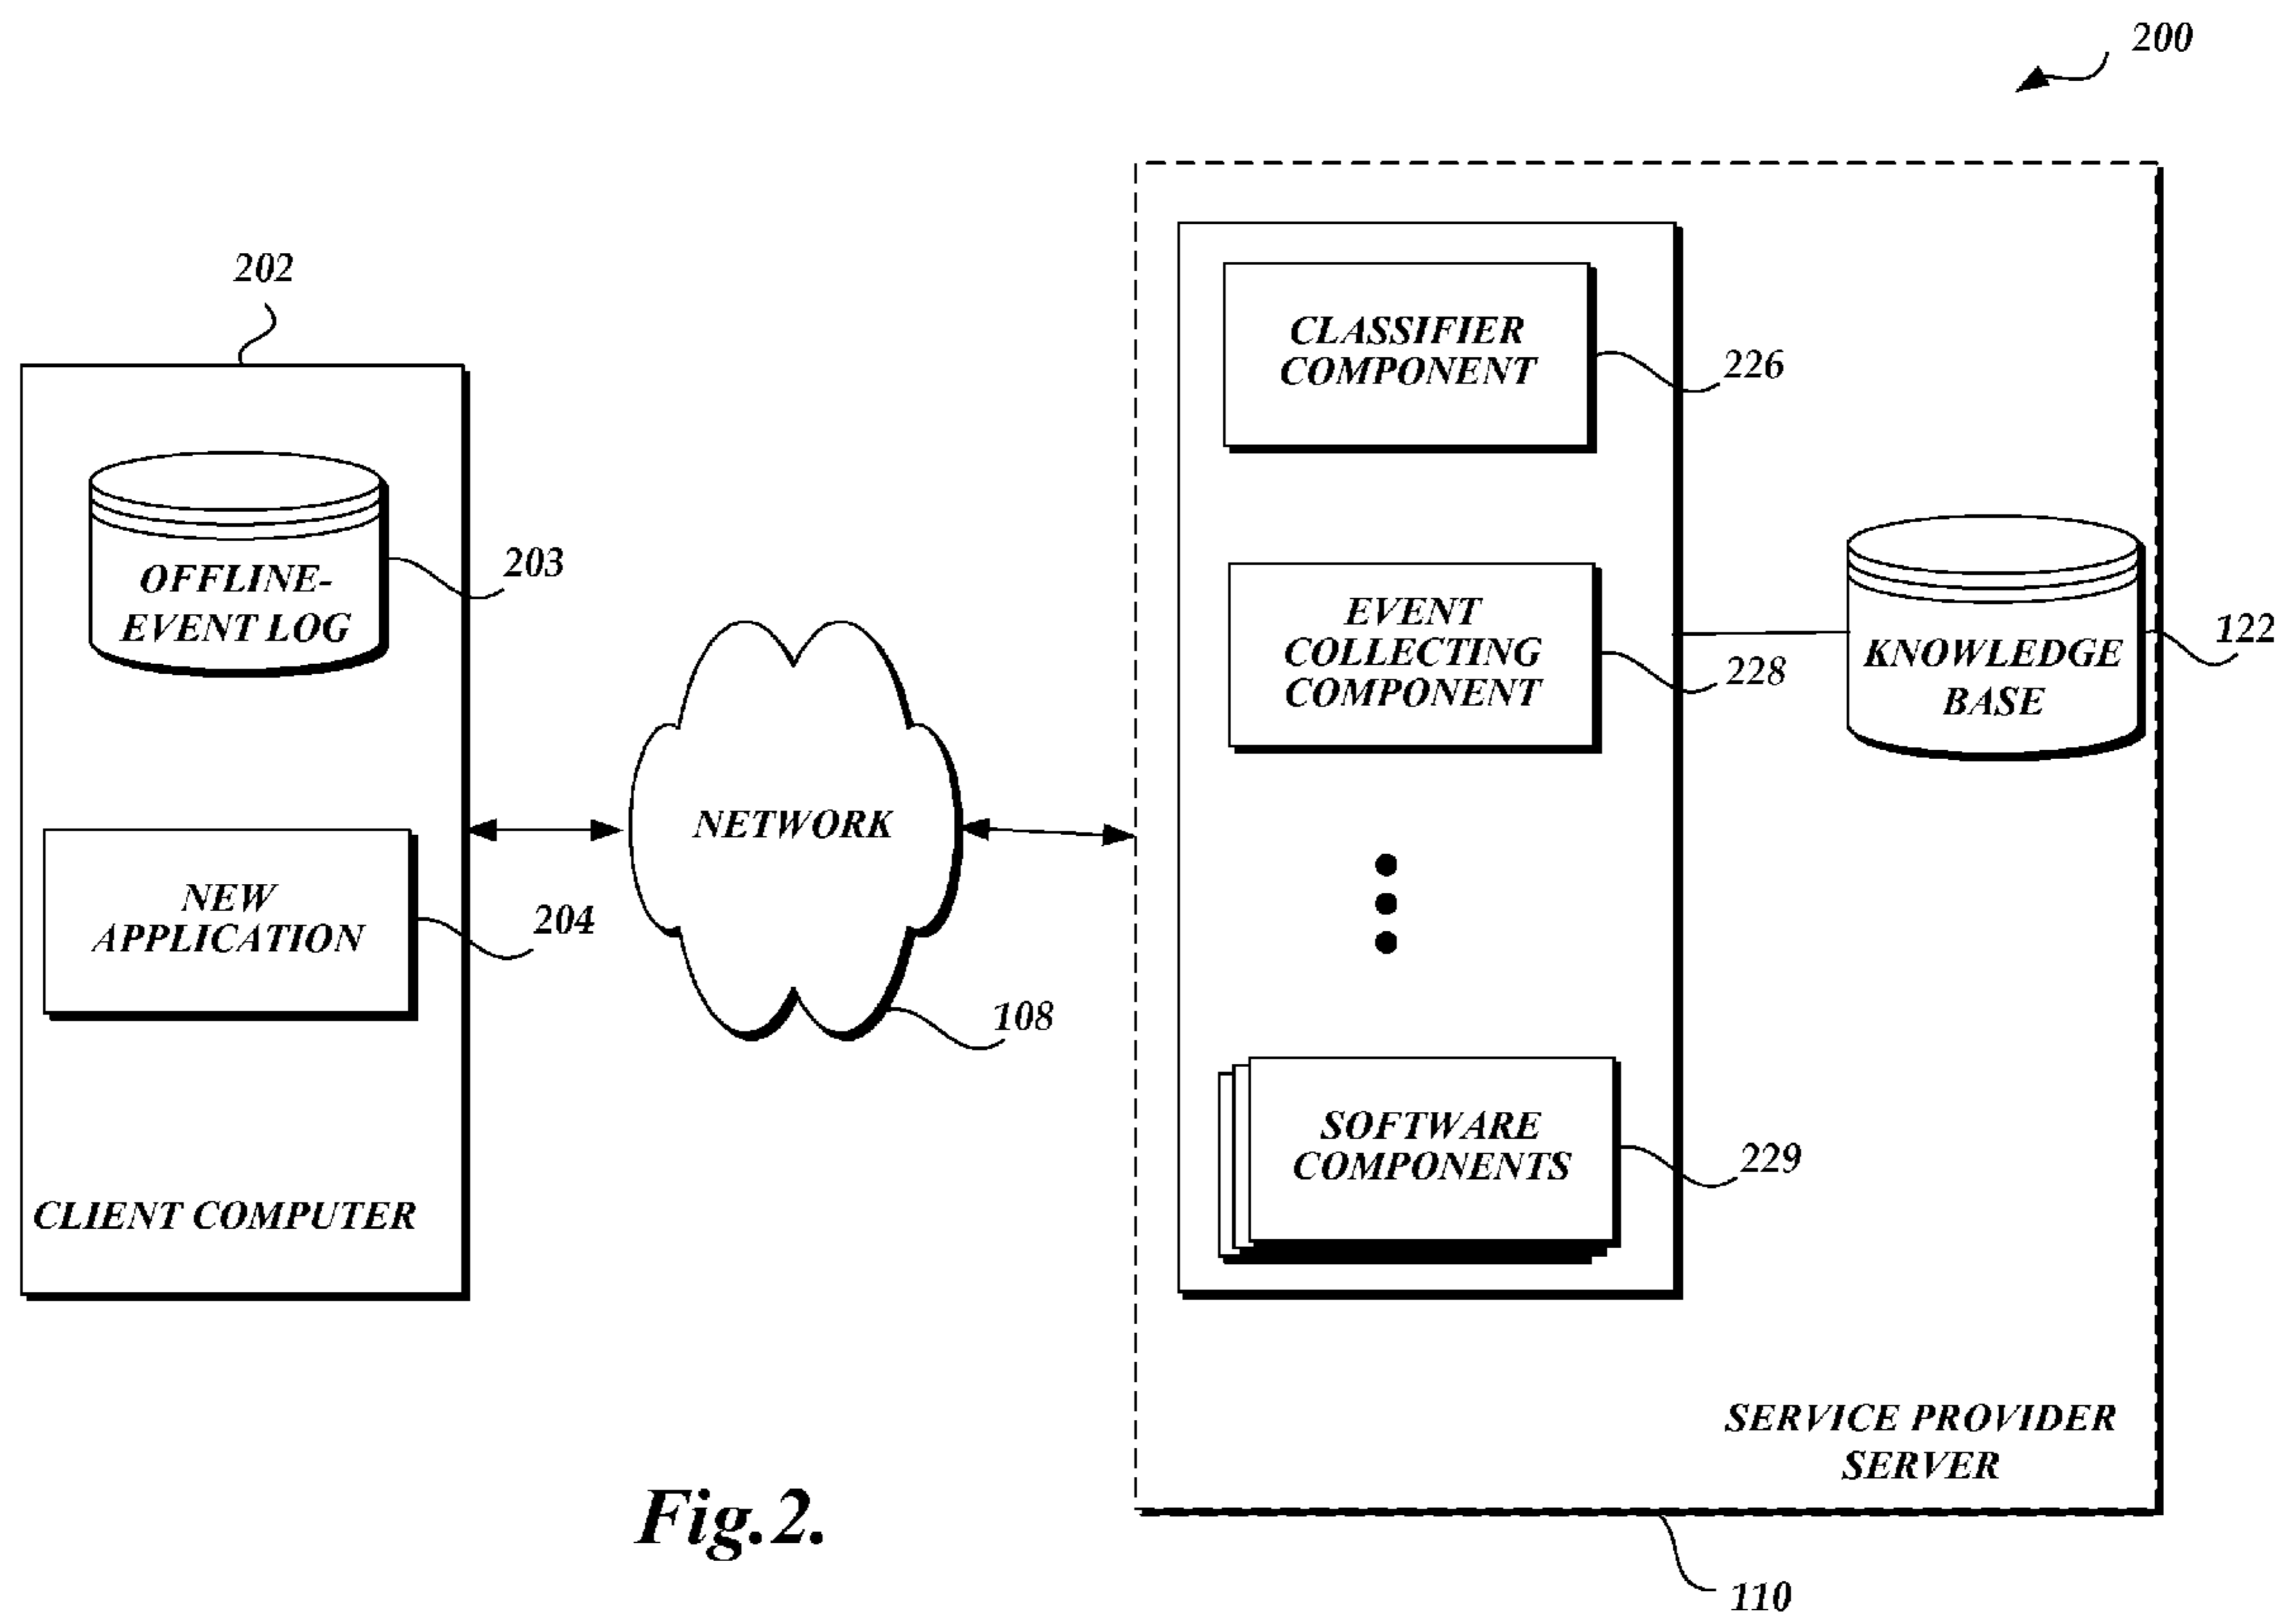 200
202
OFFLINE-
EVENT LOG
203
NEW
APPLICATION
204
CLIENT COMPUTER
NETWORK
108
CLASSIFIER
COMPONENT
226
EVENT
COLLECTING
COMPONENT
228
SOFTWARE
COMPONENTS
229
KNOWLEDGE
BASE
122
SERVICE PROVIDER
SERVER
110
Fig.2.